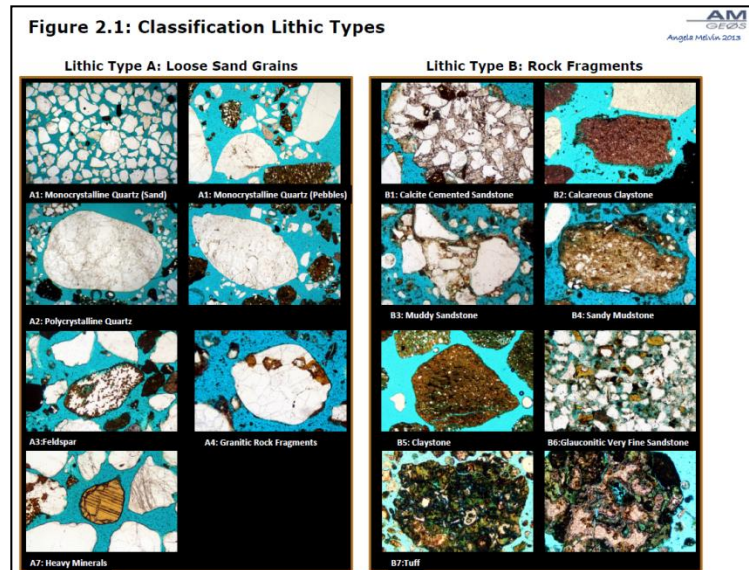 Figure 2.1: Classification Lithic Types
AM
GEØS
Angela Melvin 2013
Lithic Type A: Loose Sand Grains
A1: Monocrystalline Quartz (Sand)
A1: Monocrystalline Quartz (Pebbles)
A2: Polycrystalline Quartz
A3:Feldspar
A4: Granitic Rock Fragments
A7: Heavy Minerals
Lithic Type B: Rock Fragments
B1: Calcite Cemented Sandstone
B2: Calcareous Claystone
B3: Muddy Sandstone
B4: Sandy Mudstone
B5: Claystone
B6:Glauconitic Very Fine Sandstone
B7:Tuff